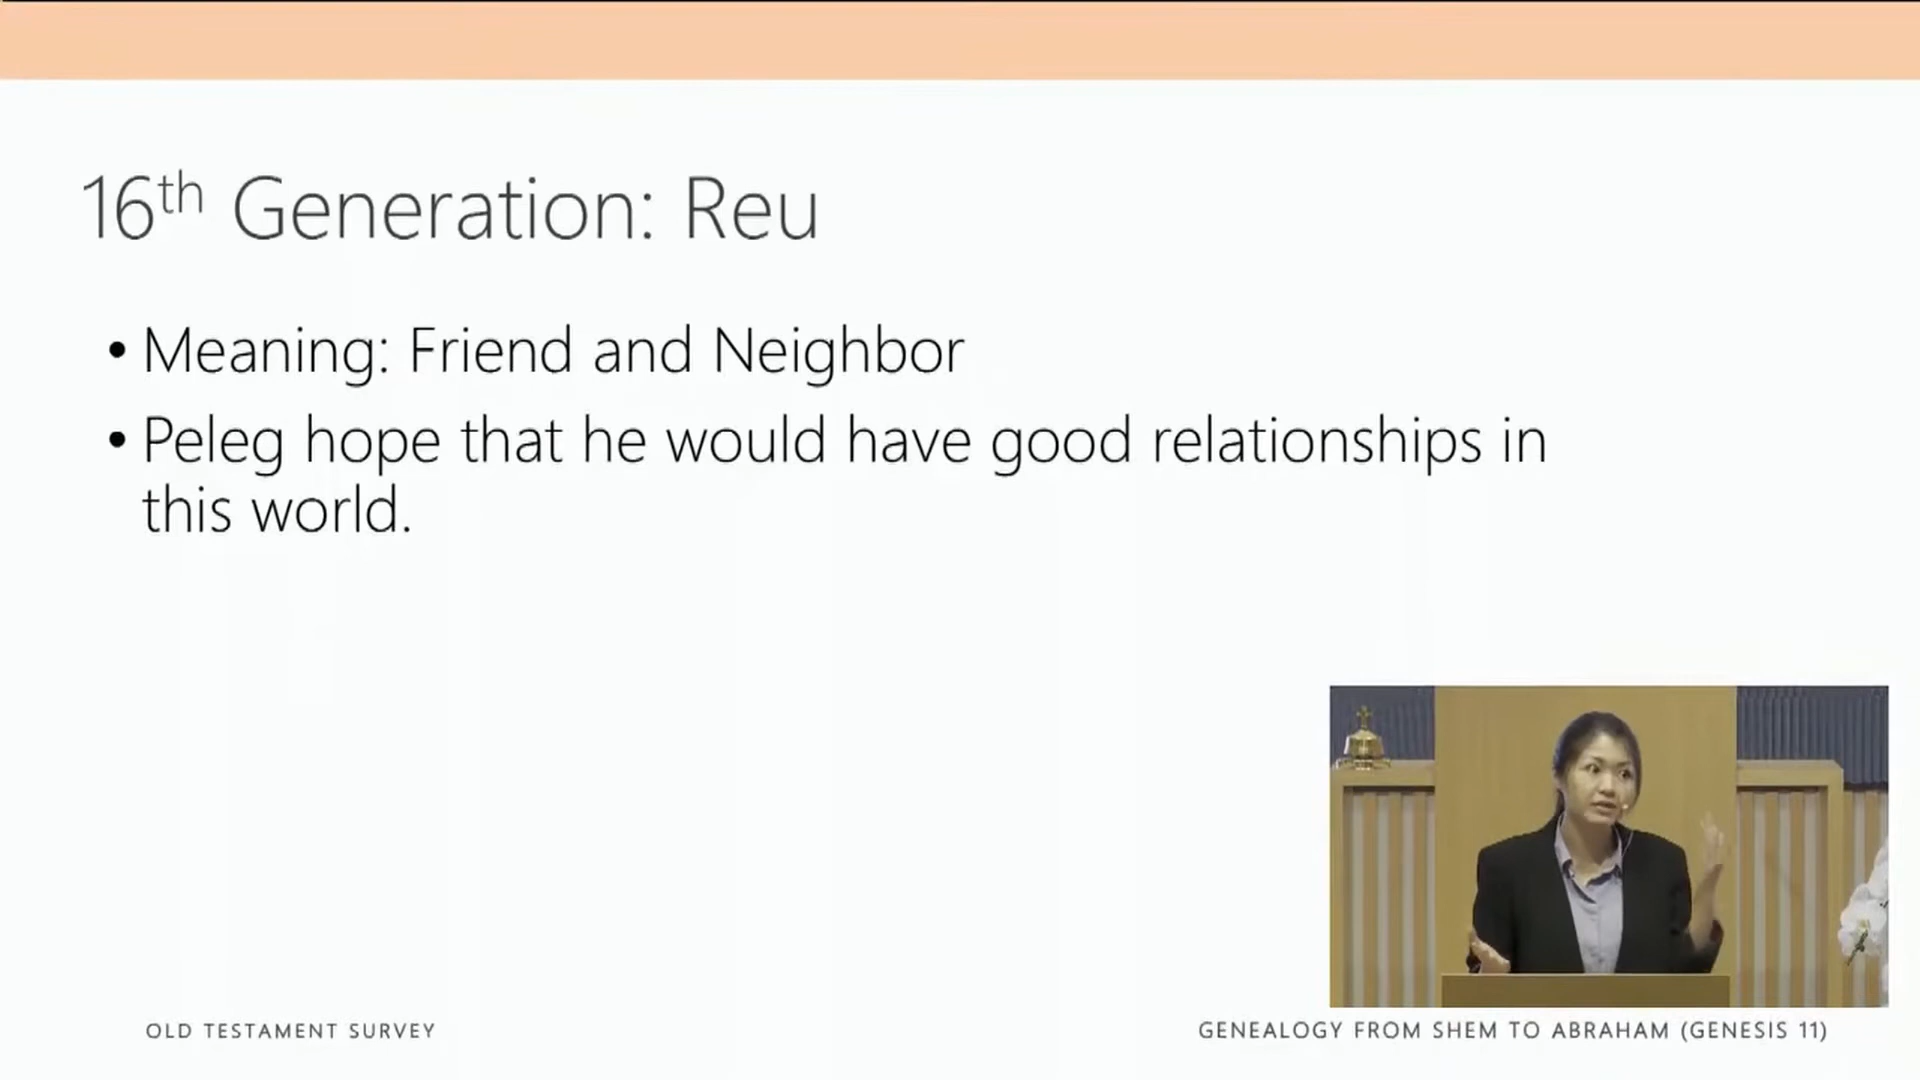 16th Generation: Reu
• Meaning: Friend and Neighbor
• Peleg hope that he would have good relationships in
this world.
OLD TESTAMENT SURVEY
GENEALOGY FROM SHEM TO ABRAHAM (GENESIS 11)